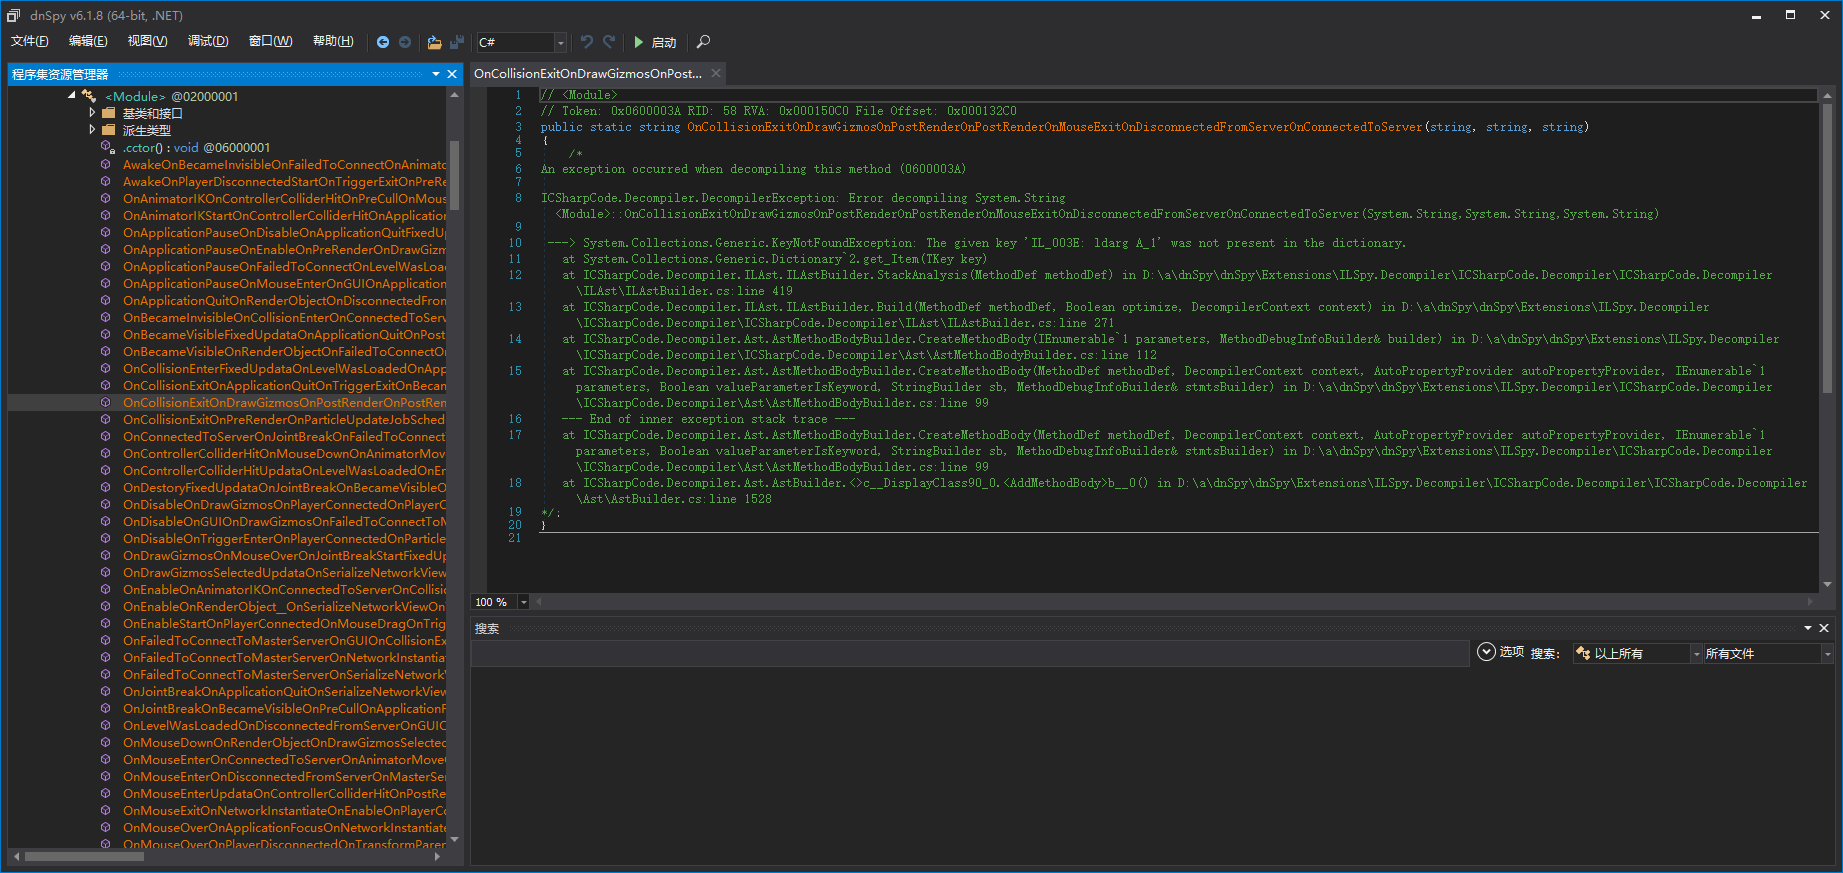 dnSpy v6.1.8 (64-bit, .NET)
文件(F) 编辑(E) 视图(V) 调试(D) 窗口(W) 帮助(H) C# 启动
程序集资源管理器
<Module> @02000001
基类和接口
派生类型
.cctor() : void @06000001
AwakeOnBecameInvisibleOnFailedToConnectOnAnimato
AwakeOnPlayerDisconnectedStartOnTriggerExitOnPreRe
OnAnimatorIKOnControllerColliderHitOnPreCullOnMous
OnAnimatorIKStartOnControllerColliderHitOnApplication
OnApplicationPauseOnDisableOnApplicationQuitFixedU
OnApplicationPauseOnEnableOnPreRenderOnDrawGizm
OnApplicationPauseOnFailedToConnectOnLevelWasLoa
OnApplicationPauseOnMouseEnterOnGUIOnApplication
OnApplicationQuitOnRenderObjectOnDisconnectedFrom
OnBecameInvisibleOnCollisionEnterOnConnectedToServ
OnBecameVisibleFixedUpdataOnApplicationQuitOnPost
OnBecameVisibleOnRenderObjectOnFailedToConnectOn
OnCollisionEnterFixedUpdataOnLevelWasLoadedOnApp
OnCollisionExitOnApplicationQuitOnTriggerExitOnBecam
OnCollisionExitOnDrawGizmosOnPostRenderOnPostRen
OnCollisionExitOnPreRenderOnParticleUpdateJobSched
OnConnectedToServerOnJointBreakOnFailedToConnect
OnControllerColliderHitOnMouseDownOnAnimatorMov
OnControllerColliderHitUpdataOnLevelWasLoadedOnEn
OnDestoryFixedUpdataOnJointBreakOnBecameVisibleO
OnDisableOnDrawGizmosOnPlayerConnectedOnPlayerC
OnDisableOnGUIOnDrawGizmosOnFailedToConnectToM
OnDisableOnTriggerEnterOnPlayerConnectedOnParticle
OnDrawGizmosOnMouseOverOnJointBreakStartFixedUp
OnDrawGizmosSelectedUpdataOnSerializeNetworkView
OnEnableOnAnimatorIKOnConnectedToServerOnCollisio
OnEnableOnRenderObject__OnSerializeNetworkViewOn
OnEnableStartOnPlayerConnectedOnMouseDragOnTrig
OnFailedToConnectToMasterServerOnGUIOnCollisionEx
OnFailedToConnectToMasterServerOnNetworkInstantia
OnFailedToConnectToMasterServerOnSerializeNetworkV
OnJointBreakOnApplicationQuitOnSerializeNetworkView
OnJointBreakOnBecameVisibleOnPreCullOnApplicationF
OnLevelWasLoadedOnDisconnectedFromServerOnGUIC
OnMouseDownOnRenderObjectOnDrawGizmosSelected
OnMouseEnterOnConnectedToServerOnAnimatorMove
OnMouseEnterOnDisconnectedFromServerOnMasterSer
OnMouseEnterUpdataOnControllerColliderHitOnPostRe
OnMouseExitOnNetworkInstantiateOnEnableOnPlayerCo
OnMouseOverOnApplicationFocusOnNetworkInstantiate
OnMouseOverOnPlayerDisconnectedOnTransformParen
OnCollisionExitOnDrawGizmosOnPost...
1 // <Module>
2 // Token: 0x0600003A RID: 58 RVA: 0x000150C0 File Offset: 0x000132C0
3 public static string OnCollisionExitOnDrawGizmosOnPostRenderOnPostRenderOnMouseExitOnDisconnectedFromServerOnConnectedToServer(string, string, string)
4 {
5 /*
6 An exception occurred when decompiling this method (0600003A)
7
8 ICSharpCode.Decompiler.DecompilerException: Error decompiling System.String
<Module>::OnCollisionExitOnDrawGizmosOnPostRenderOnPostRenderOnMouseExitOnDisconnectedFromServerOnConnectedToServer(System.String,System.String,System.String)
9
10 ---> System.Collections.Generic.KeyNotFoundException: The given key 'IL_003E: ldarg A_1' was not present in the dictionary.
11 at System.Collections.Generic.Dictionary`2.get_Item(TKey key)
12 at ICSharpCode.Decompiler.ILAst.ILAstBuilder.StackAnalysis(MethodDef methodDef) in D:\a\dnSpy\dnSpy\Extensions\ILSpy.Decompiler\ICSharpCode.Decompiler\ICSharpCode.Decompiler
\ILAst\ILAstBuilder.cs:line 419
13 at ICSharpCode.Decompiler.ILAst.ILAstBuilder.Build(MethodDef methodDef, Boolean optimize, DecompilerContext context) in D:\a\dnSpy\dnSpy\Extensions\ILSpy.Decompiler
\ICSharpCode.Decompiler\ICSharpCode.Decompiler\ILAst\ILAstBuilder.cs:line 271
14 at ICSharpCode.Decompiler.Ast.AstMethodBodyBuilder.CreateMethodBody(IEnumerable`1 parameters, MethodDebugInfoBuilder& builder) in D:\a\dnSpy\dnSpy\Extensions\ILSpy.Decompiler
\ICSharpCode.Decompiler\ICSharpCode.Decompiler\Ast\AstMethodBodyBuilder.cs:line 112
15 at ICSharpCode.Decompiler.Ast.AstMethodBodyBuilder.CreateMethodBody(MethodDef methodDef, DecompilerContext context, AutoPropertyProvider autoPropertyProvider, IEnumerable`1
parameters, Boolean valueParameterIsKeyword, StringBuilder sb, MethodDebugInfoBuilder& stmtsBuilder) in D:\a\dnSpy\dnSpy\Extensions\ILSpy.Decompiler\ICSharpCode.Decompiler
\ICSharpCode.Decompiler\Ast\AstMethodBodyBuilder.cs:line 99
16 --- End of inner exception stack trace ---
17 at ICSharpCode.Decompiler.Ast.AstMethodBodyBuilder.CreateMethodBody(MethodDef methodDef, DecompilerContext context, AutoPropertyProvider autoPropertyProvider, IEnumerable`1
parameters, Boolean valueParameterIsKeyword, StringBuilder sb, MethodDebugInfoBuilder& stmtsBuilder) in D:\a\dnSpy\dnSpy\Extensions\ILSpy.Decompiler\ICSharpCode.Decompiler
\ICSharpCode.Decompiler\Ast\AstMethodBodyBuilder.cs:line 99
18 at ICSharpCode.Decompiler.Ast.AstBuilder.<>c__DisplayClass90_0.<AddMethodBody>b__0() in D:\a\dnSpy\dnSpy\Extensions\ILSpy.Decompiler\ICSharpCode.Decompiler\ICSharpCode.Decompiler
\Ast\AstBuilder.cs:line 1528
19 */;
20 }
21
100 %
搜索
选项 搜索: 以上所有 所有文件